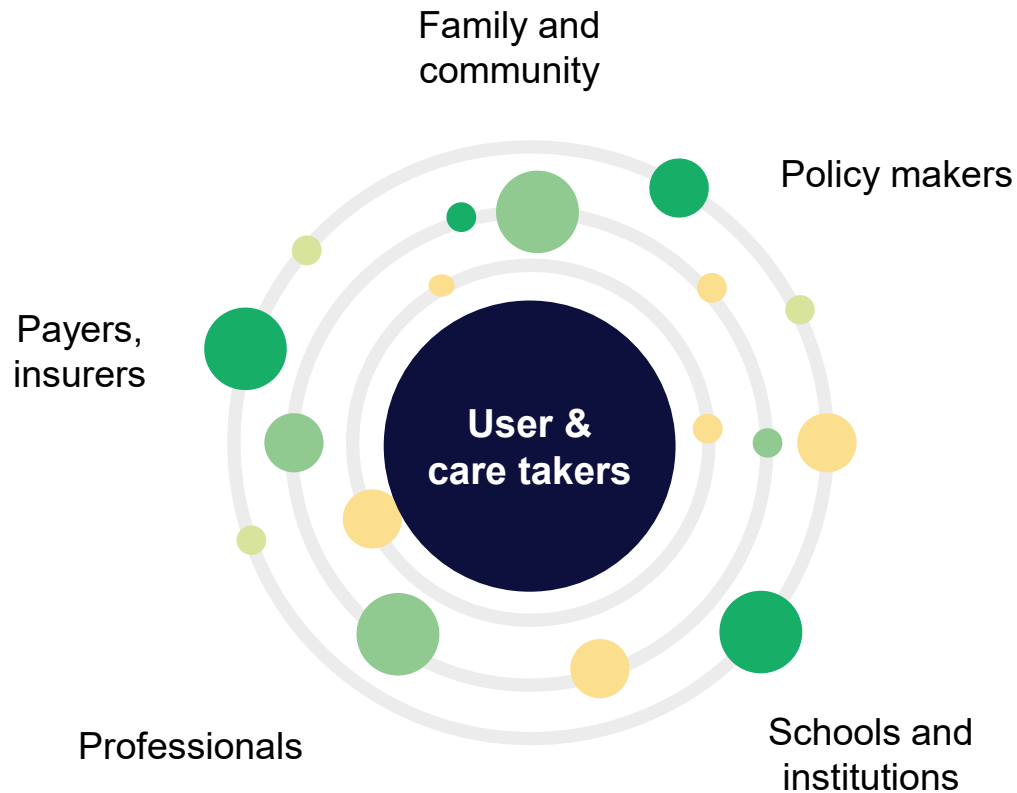 Family and
community
Policy makers
Payers,
insurers
User &
care takers
Professionals
Schools and
institutions